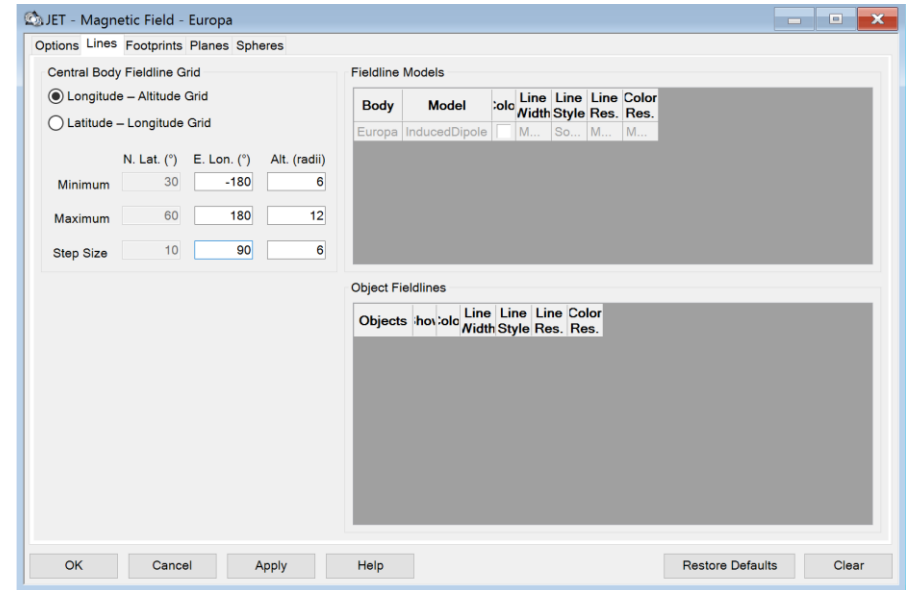 JET - Magnetic Field - Europa
Options Lines Footprints Planes Spheres
Central Body Fieldline Grid
Longitude – Altitude Grid
Latitude – Longitude Grid
N. Lat. (°) E. Lon. (°) Alt. (radii)
Minimum 30 -180 6
Maximum 60 180 12
Step Size 10 90 6
Fieldline Models
Body Model Colo Line Width Line Style Line Res. Color Res.
Europa InducedDipole M... So... M... M...
Object Fieldlines
Objects Show Colo Line Width Line Style Line Res. Color Res.
OK Cancel Apply Help Restore Defaults Clear